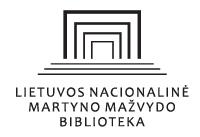 LIETUVOS NACIONALINĖ
MARTYNO MAŽVYDO
BIBLIOTEKA